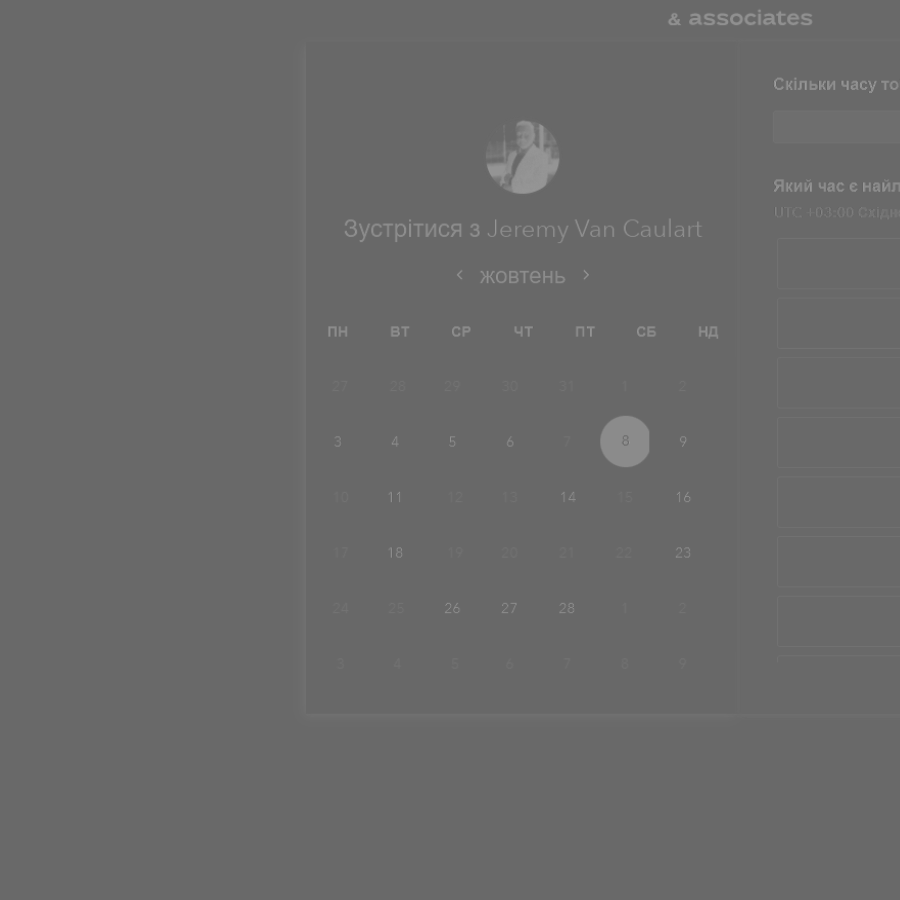 & associates
Скільки часу то
Зустрітися з Jeremy Van Caulart
жовтень
ПН ВТ СР ЧТ ПТ СБ НД
27 28 29 30 31 1 2
3 4 5 6 7 8 9
10 11 12 13 14 15 16
17 18 19 20 21 22 23
24 25 26 27 28 1 2
3 4 5 6 7 8 9
Який час є найл
UTC +03:00 Східн